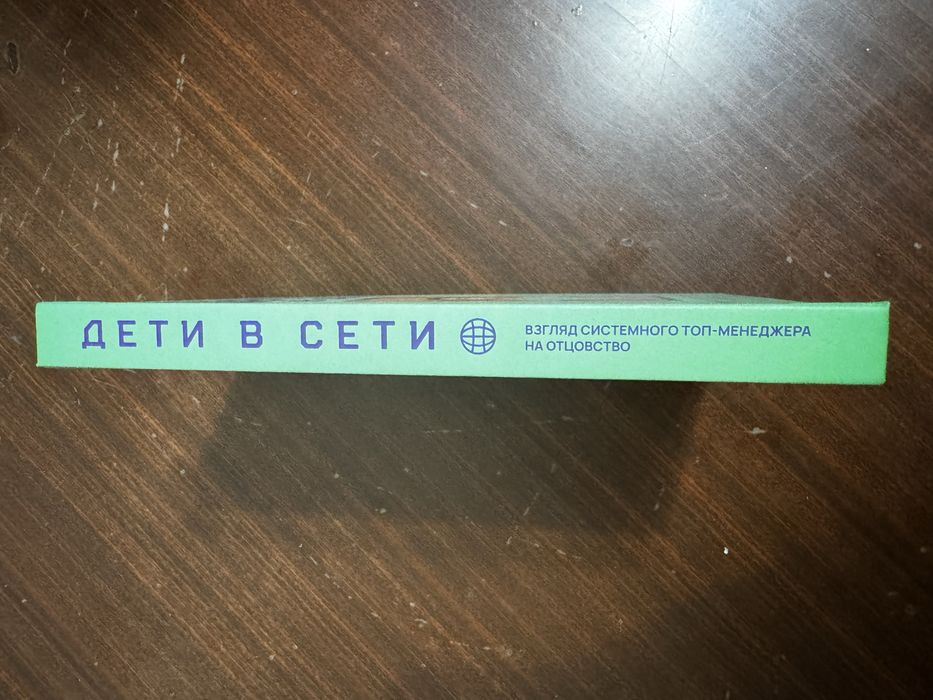 ДЕТИ В СЕТИ
ВЗГЛЯД СИСТЕМНОГО ТОП-МЕНЕДЖЕРА
НА ОТЦОВСТВО